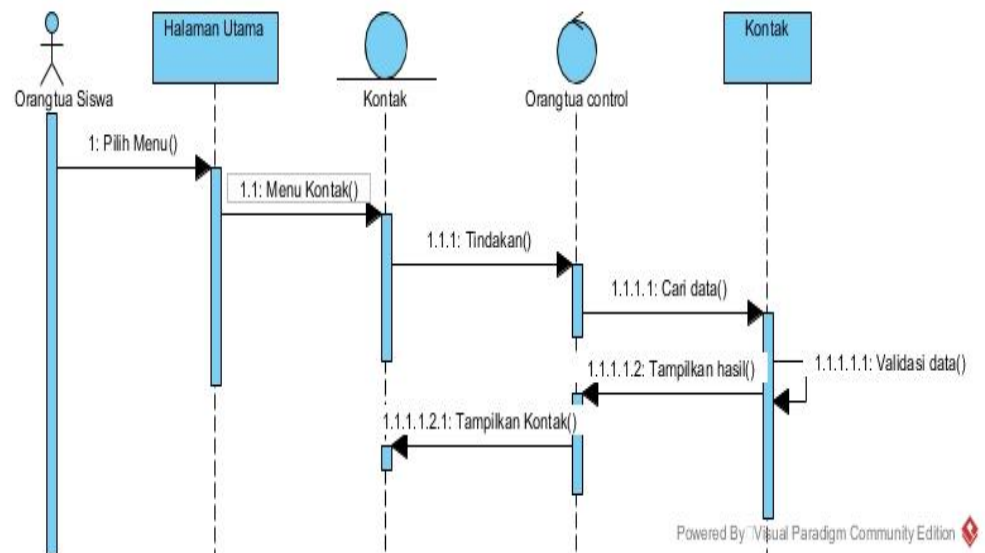 Halaman Utama
Kontak
Orangtua Siswa
Kontak
Orangtua control
1: Pilih Menu()
1.1: Menu Kontak()
1.1.1: Tindakan()
1.1.1.1: Cari data()
1.1.1.1.1: Validasi data()
1.1.1.1.2: Tampilkan hasil()
1.1.1.1.2.1: Tampilkan Kontak()
Powered By Visual Paradigm Community Edition